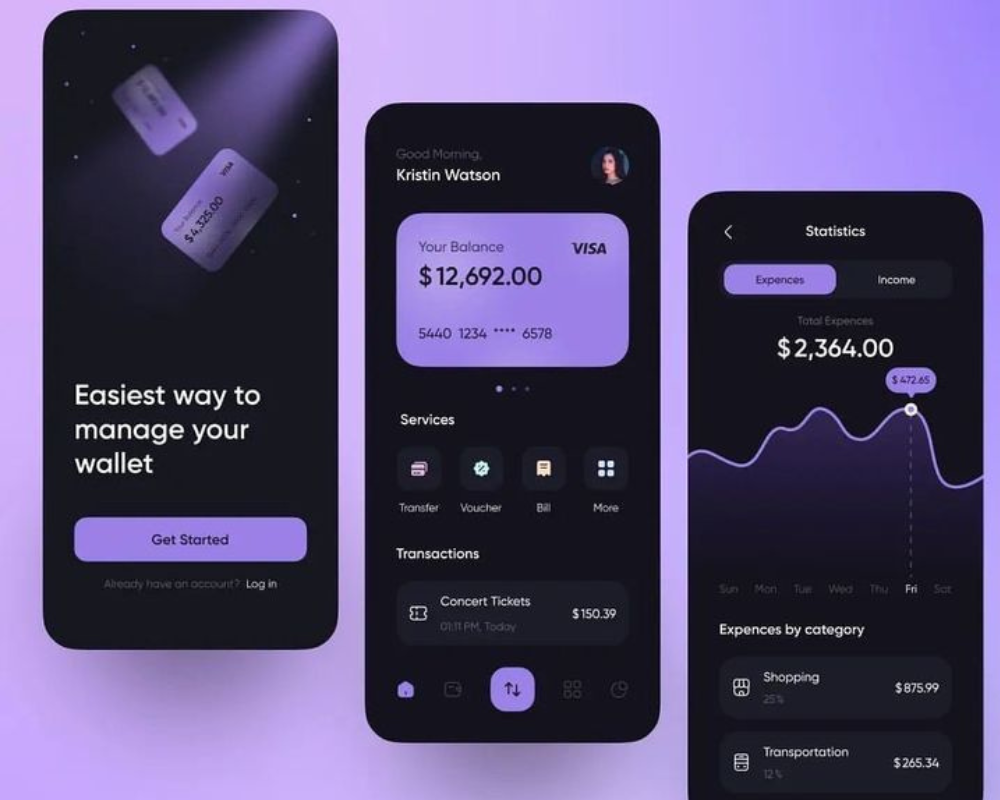 VISA
Your Balance
$4,325.00
Easiest way to
manage your
wallet
Get Started
Already have an account? Log in
Good Morning,
Kristin Watson
Your Balance
VISA
$12,692.00
5440 1234 **** 6578
Services
Transfer Voucher Bill More
Transactions
Concert Tickets
$150.39
01:11 PM, Today
Statistics
Expences Income
Total Expences
$2,364.00
$472.65
Sun Mon Tue Wed Thu Fri Sat
Expences by category
Shopping
$875.99
25%
Transportation
$265.34
12%